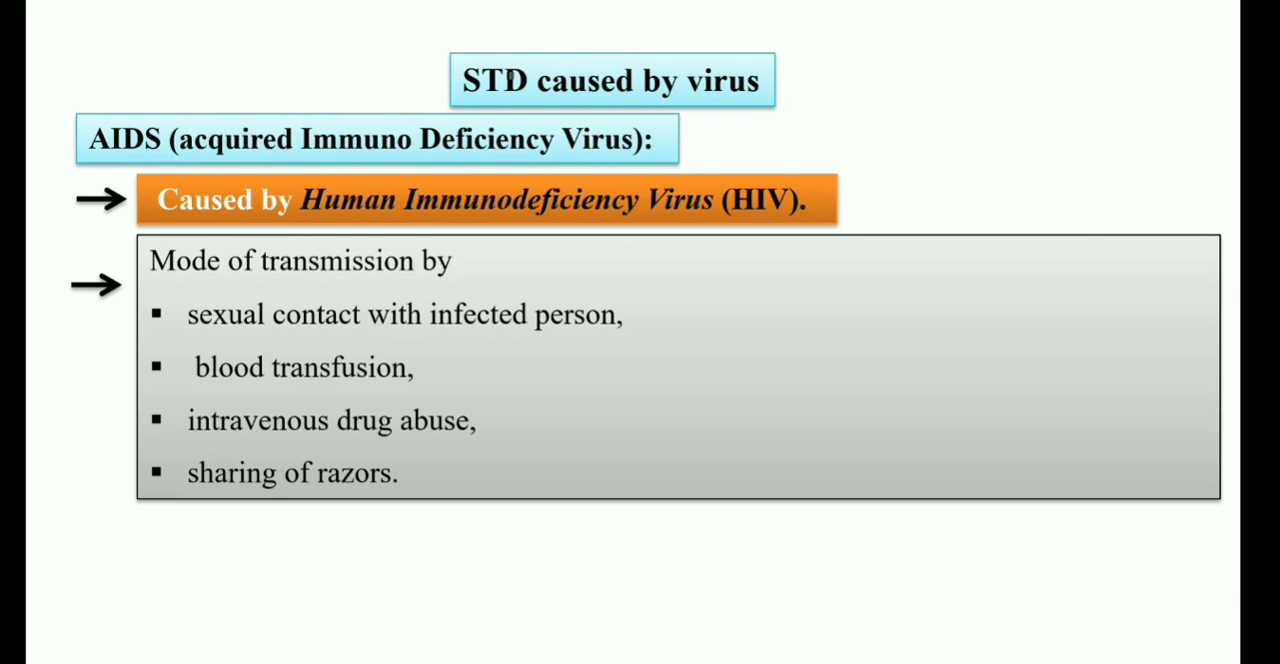 STD caused by virus
AIDS (acquired Immuno Deficiency Virus):
Caused by Human Immunodeficiency Virus (HIV).
Mode of transmission by
▪ sexual contact with infected person,
▪ blood transfusion,
▪ intravenous drug abuse,
▪ sharing of razors.